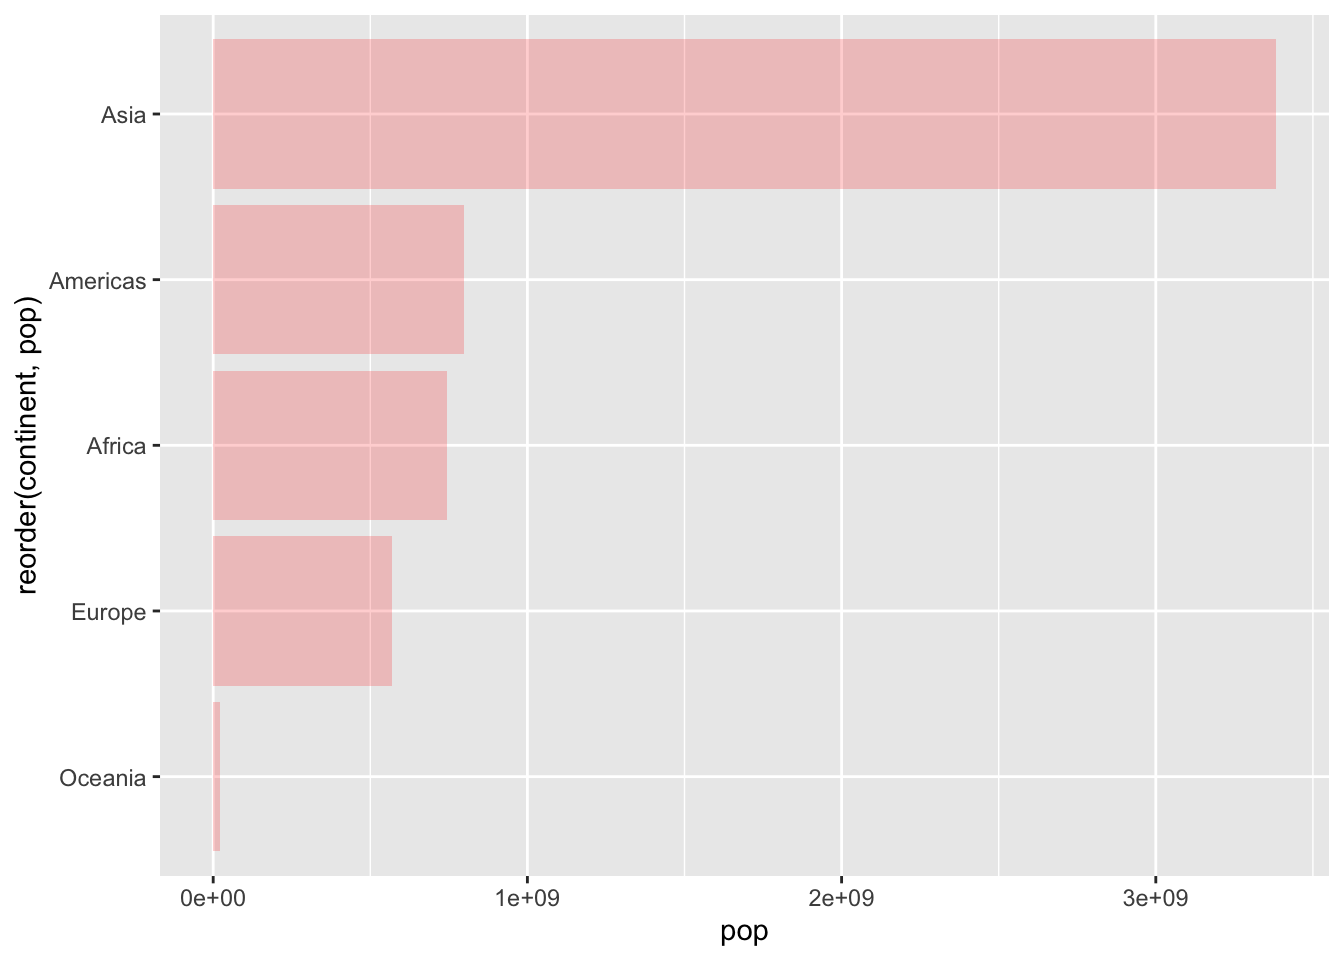 reorder(continent, pop)
Asia
Americas
Africa
Europe
Oceania
0e+00
1e+09
2e+09
3e+09
pop